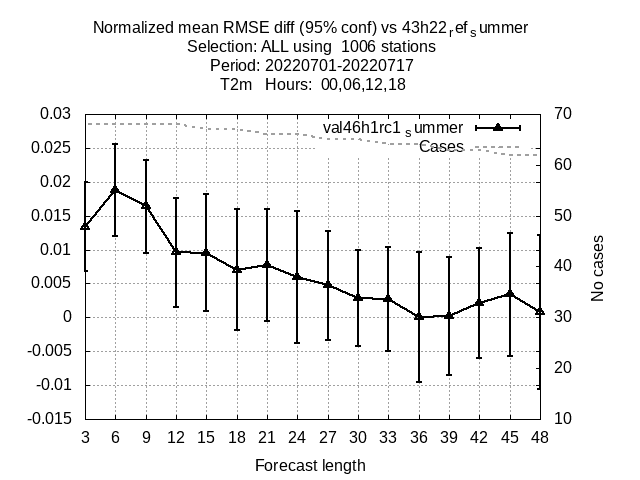 Normalized mean RMSE diff (95% conf) vs 43h22refsummer
Selection: ALL using  1006 stations
Period: 20220701-20220717
T2m   Hours:  00,06,12,18
0.03
0.025
0.02
0.015
0.01
0.005
0
-0.005
-0.01
-0.015
val46h1rc1summer
Cases
70
60
50
40
30
20
10
No cases
3 6 9 12 15 18 21 24 27 30 33 36 39 42 45 48
Forecast length